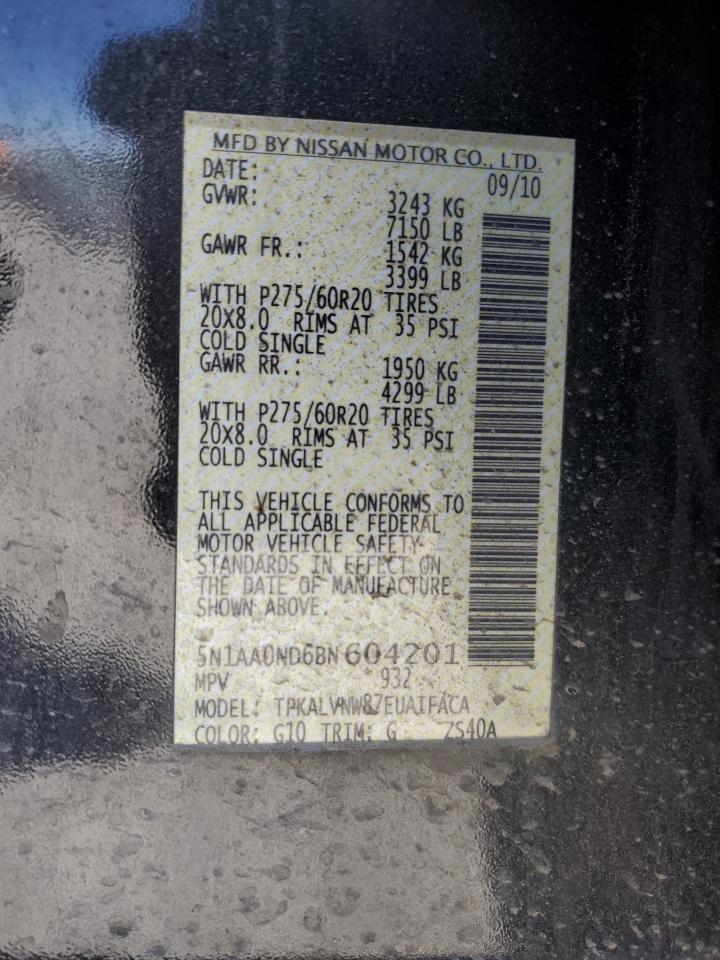 MFD BY NISSAN MOTOR CO., LTD.
DATE: 09/10
GVWR: 3243 KG
7150 LB
GAWR FR.: 1542 KG
3399 LB
WITH P275/60R20 TIRES
20X8.0 RIMS AT 35 PSI
COLD SINGLE
GAWR RR.: 1950 KG
4299 LB
WITH P275/60R20 TIRES
20X8.0 RIMS AT 35 PSI
COLD SINGLE
THIS VEHICLE CONFORMS TO
ALL APPLICABLE FEDERAL
MOTOR VEHICLE SAFETY
STANDARDS IN EFFECT ON
THE DATE OF MANUFACTURE
SHOWN ABOVE.
5N1AA0ND6BN604201
MPV 932
MODEL: TPKALVNW87EUAIFACA
COLOR: G10 TRIM: G ZS40A